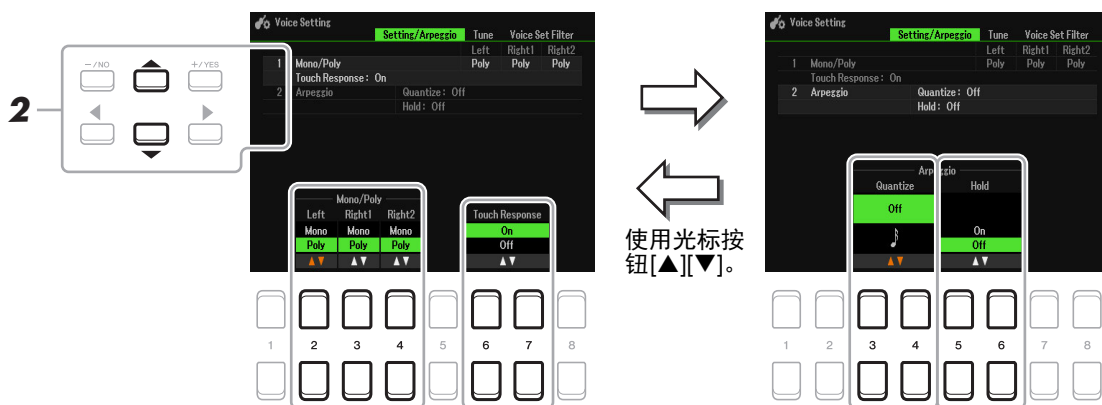 2
-/NO
+/YES
Voice Setting
Setting/Arpeggio Tune Voice Set Filter
Left Right1 Right2
1 Mono/Poly Poly Poly Poly
Touch Response: On
2 Arpeggio Quantize: Off
Hold: Off
Mono/Poly
Left Right1 Right2
Mono Mono Mono
Poly Poly Poly
Touch Response
On
Off
1 2 3 4 5 6 7 8
使用光标按
钮[▲][▼]。
Voice Setting
Setting/Arpeggio Tune Voice Set Filter
Left Right1 Right2
1 Mono/Poly Poly Poly Poly
Touch Response: On
2 Arpeggio Quantize: Off
Hold: Off
Arpeggio
Quantize Hold
Off
On
Off
1 2 3 4 5 6 7 8